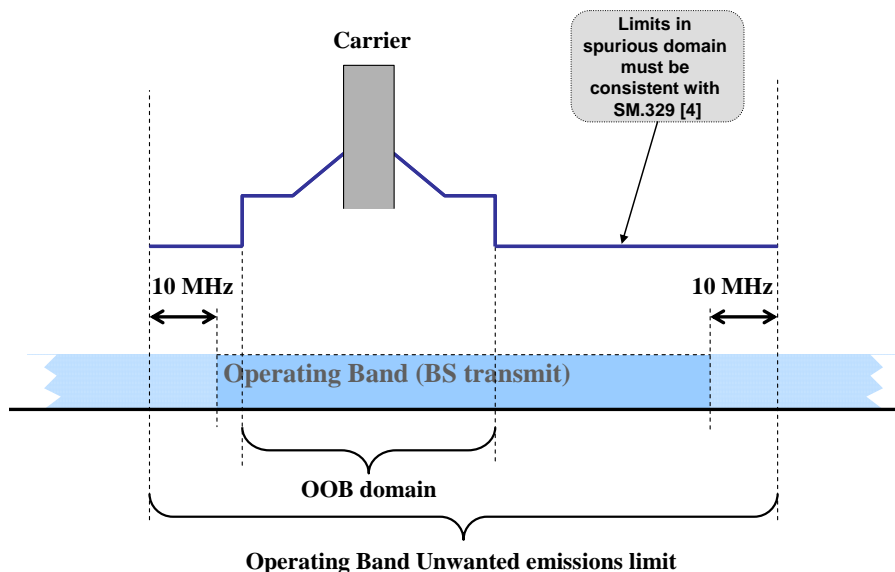 Carrier
Limits in
spurious domain
must be
consistent with
SM.329 [4]
10 MHz
10 MHz
Operating Band (BS transmit)
OOB domain
Operating Band Unwanted emissions limit